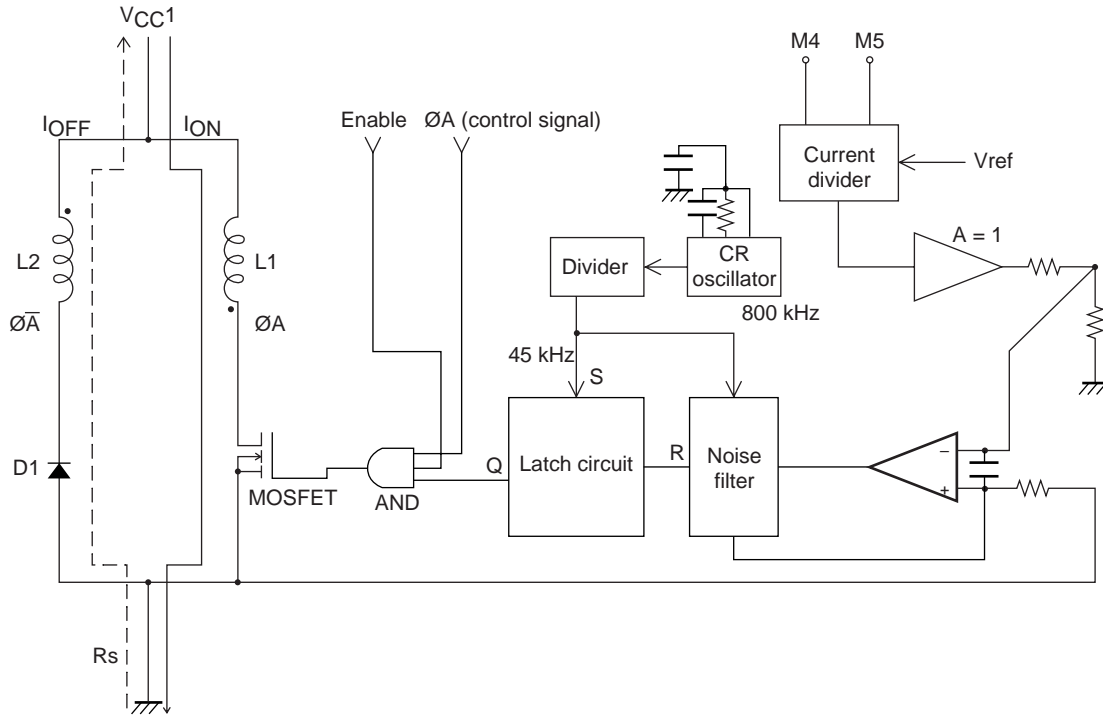 VCC1
M4 M5
IOFF ION
Enable ØA (control signal)
Current
divider
Vref
A = 1
L2 L1
Divider
CR
oscillator
800 kHz
ØA̅ ØA
45 kHz
S
D1
MOSFET
AND
Q
Latch circuit
R
Noise
filter
−
+
Rs